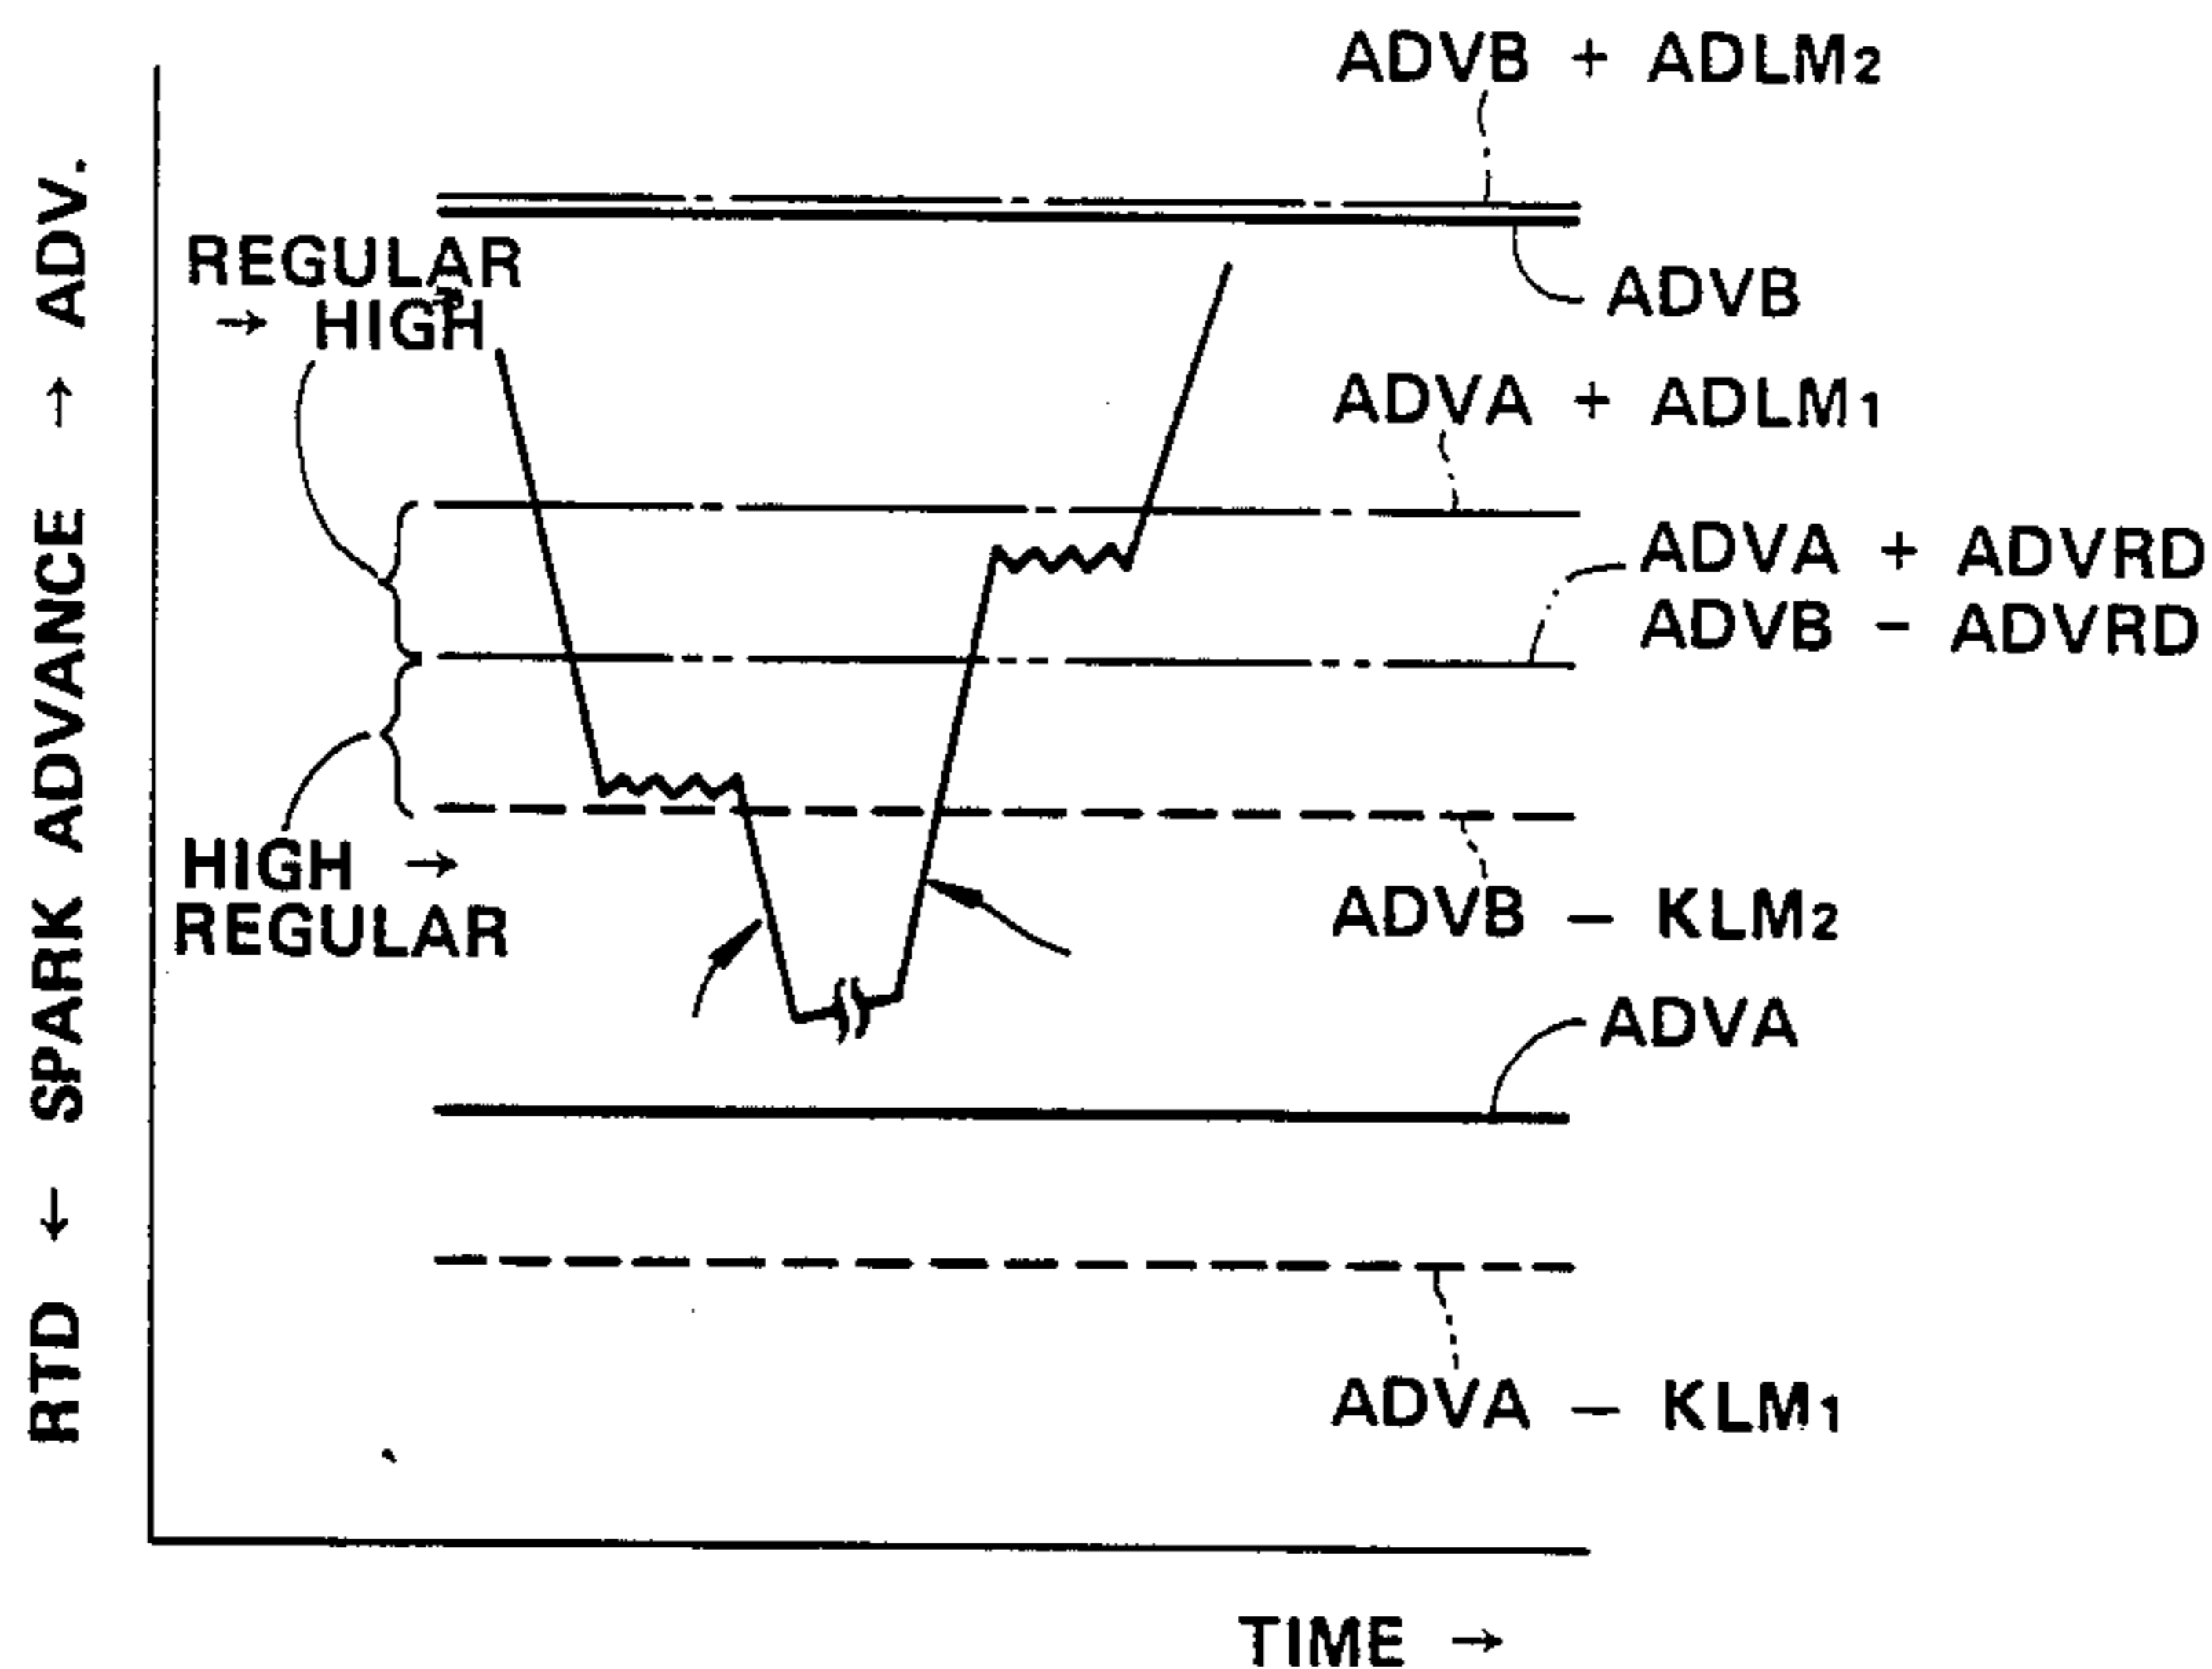 ADVB + ADLM2
REGULAR
→ HIGH
ADVB
ADVA + ADLM1
ADVA + ADVRD
ADVB − ADVRD
HIGH →
REGULAR
ADVB − KLM2
ADVA
ADVA − KLM1
RTD ← SPARK ADVANCE → ADV.
TIME →